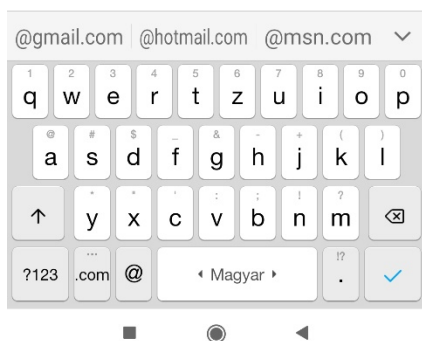 @gmail.com @hotmail.com @msn.com
1 2 3 4 5 6 7 8 9 0
q w e r t z u i o p
@ # $ _ & - + ( )
a s d f g h j k l
* " ' : ; ! ?
y x c v b n m
... !?
?123 .com @ Magyar .